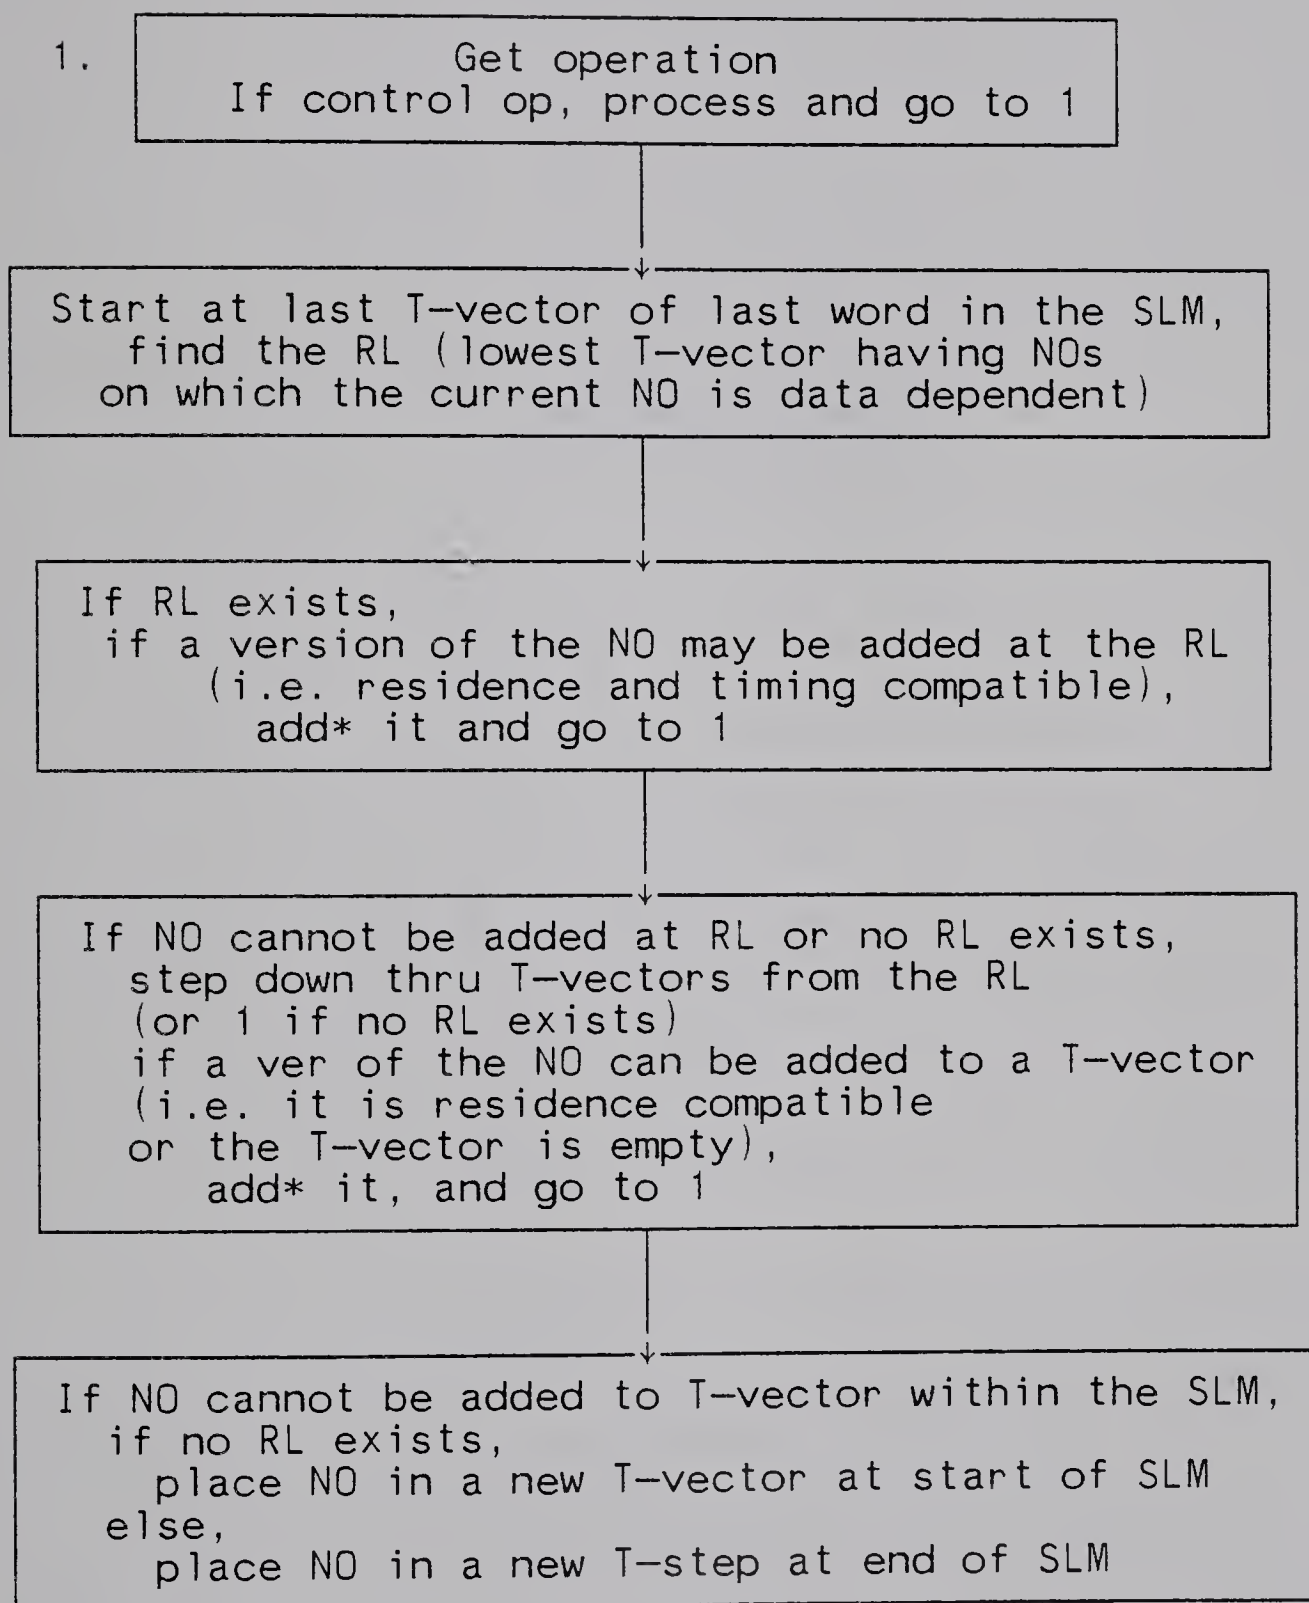 1.
Get operation
If control op, process and go to 1
Start at last T-vector of last word in the SLM,
find the RL (lowest T-vector having NOs
on which the current NO is data dependent)
If RL exists,
if a version of the NO may be added at the RL
(i.e. residence and timing compatible),
add* it and go to 1
If NO cannot be added at RL or no RL exists,
step down thru T-vectors from the RL
(or 1 if no RL exists)
if a ver of the NO can be added to a T-vector
(i.e. it is residence compatible
or the T-vector is empty),
add* it, and go to 1
If NO cannot be added to T-vector within the SLM,
if no RL exists,
place NO in a new T-vector at start of SLM
else,
place NO in a new T-step at end of SLM